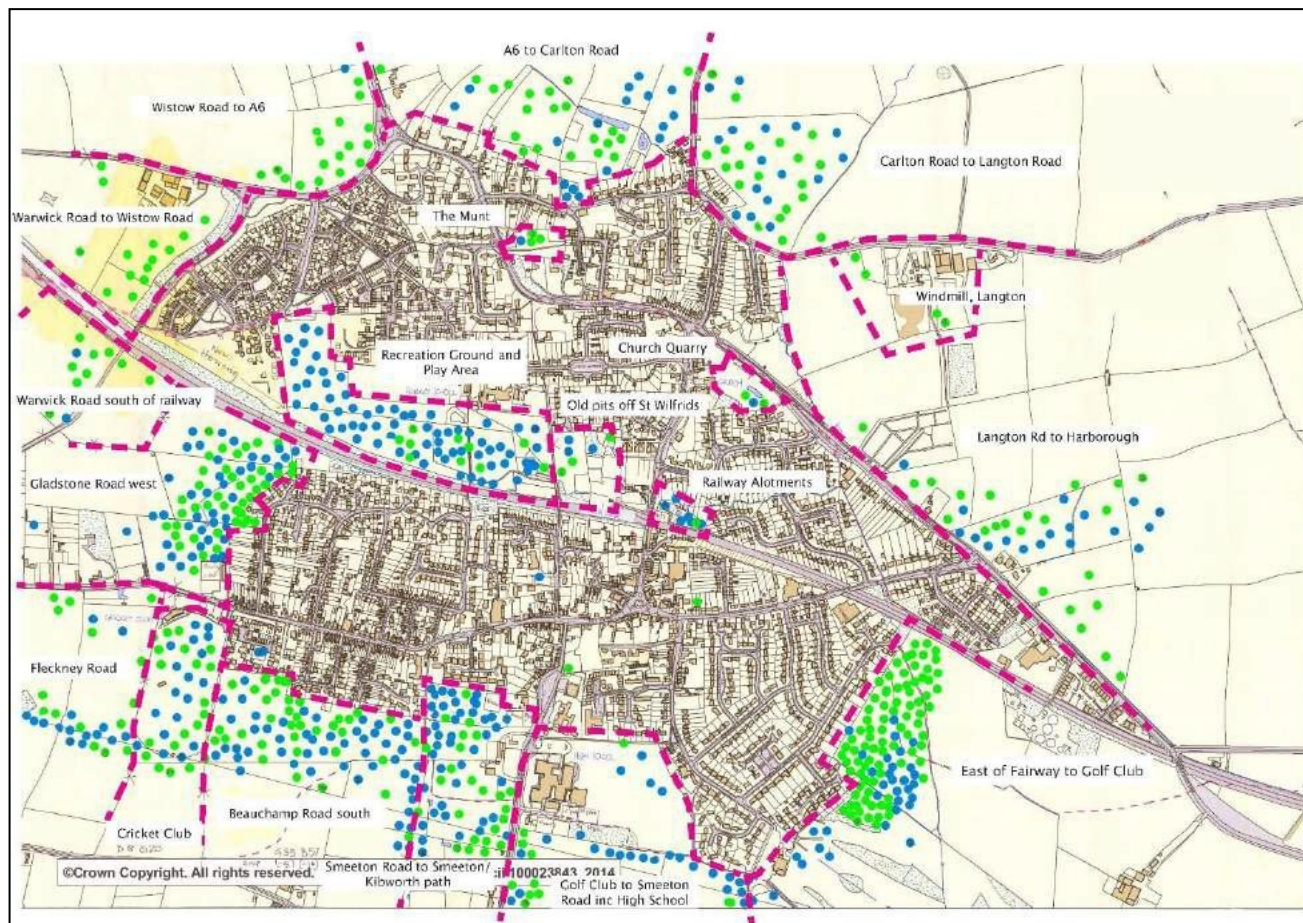 A6 to Carlton Road
Wistow Road to A6
Carlton Road to Langton Road
The Munt
Warwick Road to Wistow Road
Windmill, Langton
Church Quarry
Recreation Ground and
Play Area
Old pits off St Wilfrids
Warwick Road south of railway
Langton Rd to Harborough
Railway Alotments
Gladstone Road west
Fleckney Road
East of Fairway to Golf Club
Beauchamp Road south
Cricket Club
©Crown Copyright. All rights reserved.
100023843 2014
Smeeton Road to Smeeton/
Kibworth path
Golf Club to Smeeton
Road inc High School